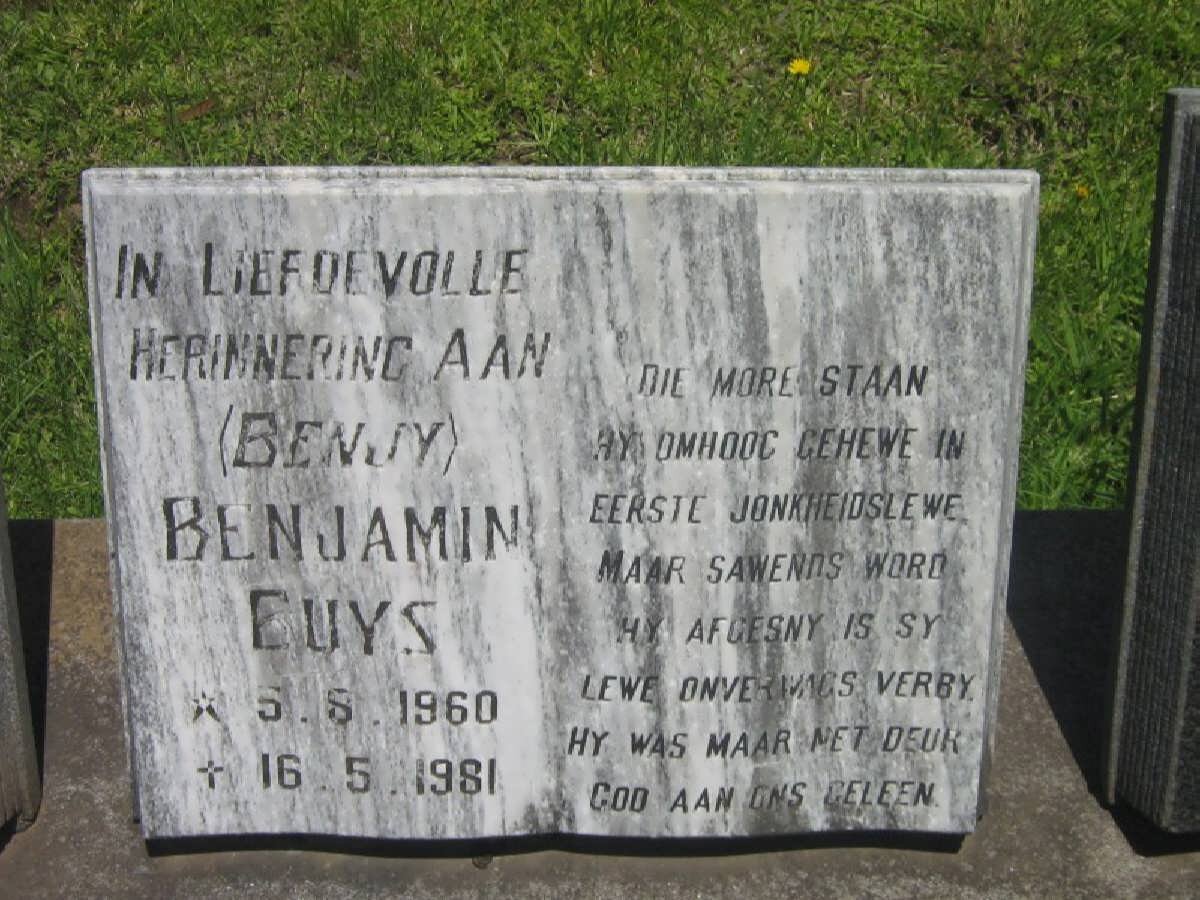 IN LIEFDEVOLLE
HERINNERING AAN
(BENJY)
BENJAMIN
BUYS
* 5.8.1960
† 16.5.1981
DIE MORE STAAN
HY OMHOOG GEHEWE IN
EERSTE JONKHEIDSLEWE.
MAAR SAWENDS WORD
HY AFGESNY IS SY
LEWE ONVERWAGS VERBY.
HY WAS MAAR NET DEUR
GOD AAN ONS GELEEN.